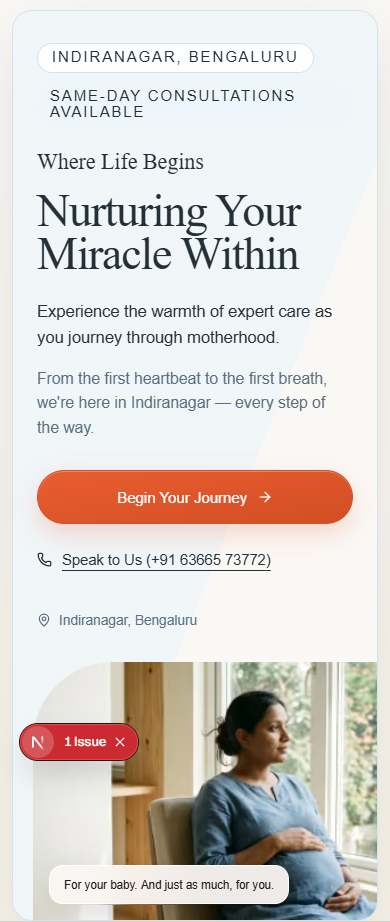 INDIRANAGAR, BENGALURU
SAME-DAY CONSULTATIONS
AVAILABLE
Where Life Begins
Nurturing Your
Miracle Within
Experience the warmth of expert care as
you journey through motherhood.
From the first heartbeat to the first breath,
we're here in Indiranagar — every step of
the way.
Begin Your Journey →
Speak to Us (+91 63665 73772)
Indiranagar, Bengaluru
N 1 Issue ×
For your baby. And just as much, for you.